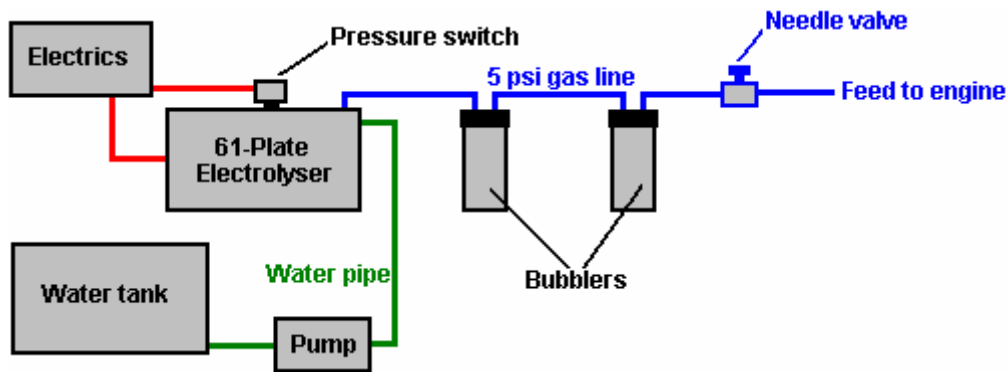 Electrics
Pressure switch
Needle valve
5 psi gas line
Feed to engine
61-Plate
Electrolyser
Water pipe
Bubblers
Water tank
Pump